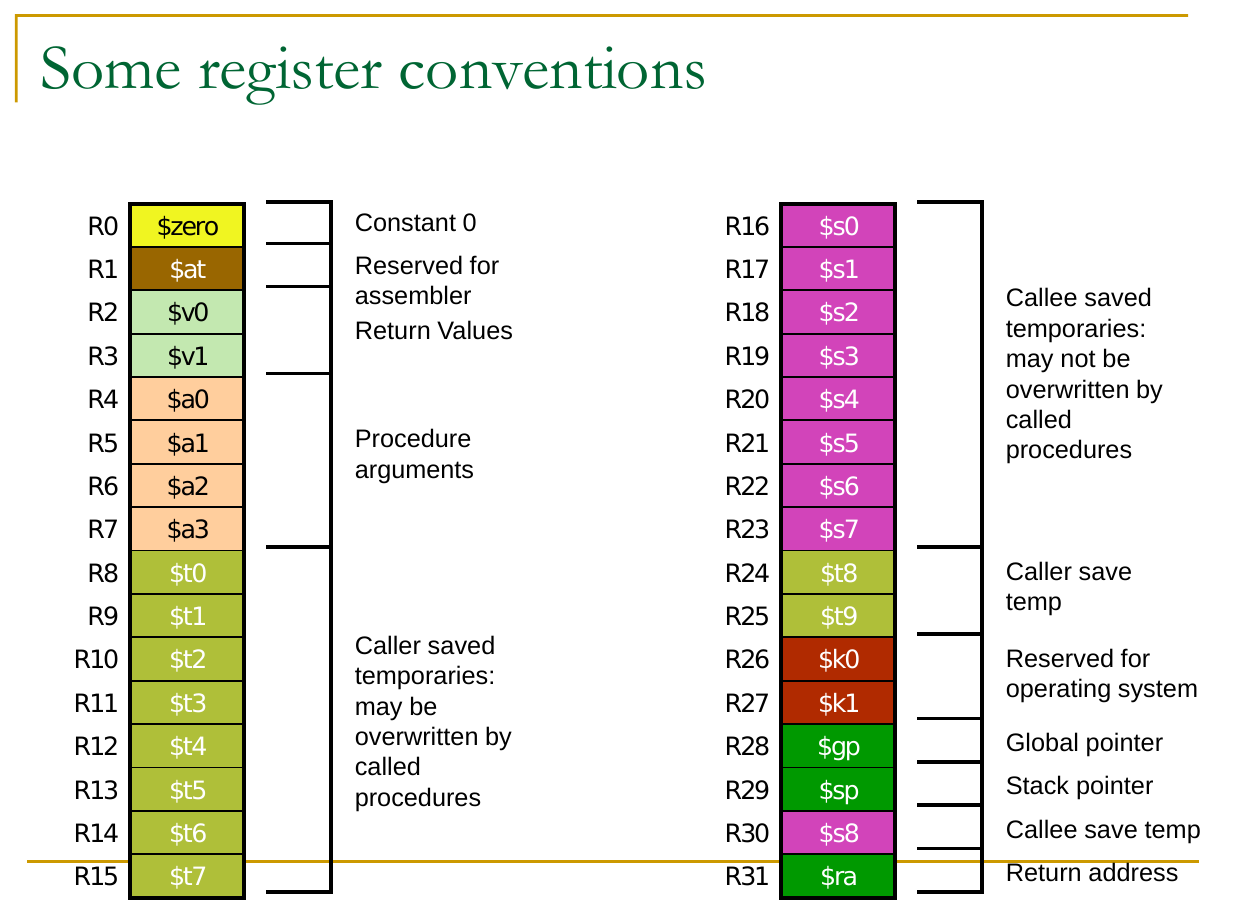 Some register conventions
R0 $zero Constant 0
R1 $at Reserved for
assembler
R2 $v0 Return Values
R3 $v1
R4 $a0
R5 $a1 Procedure
arguments
R6 $a2
R7 $a3
R8 $t0
R9 $t1
R10 $t2 Caller saved
temporaries:
R11 $t3 may be
overwritten by
R12 $t4 called
procedures
R13 $t5
R14 $t6
R15 $t7
R16 $s0
R17 $s1
R18 $s2 Callee saved
temporaries:
R19 $s3 may not be
overwritten by
R20 $s4 called
procedures
R21 $s5
R22 $s6
R23 $s7
R24 $t8 Caller save
temp
R25 $t9
R26 $k0 Reserved for
operating system
R27 $k1
R28 $gp Global pointer
R29 $sp Stack pointer
R30 $s8 Callee save temp
R31 $ra Return address